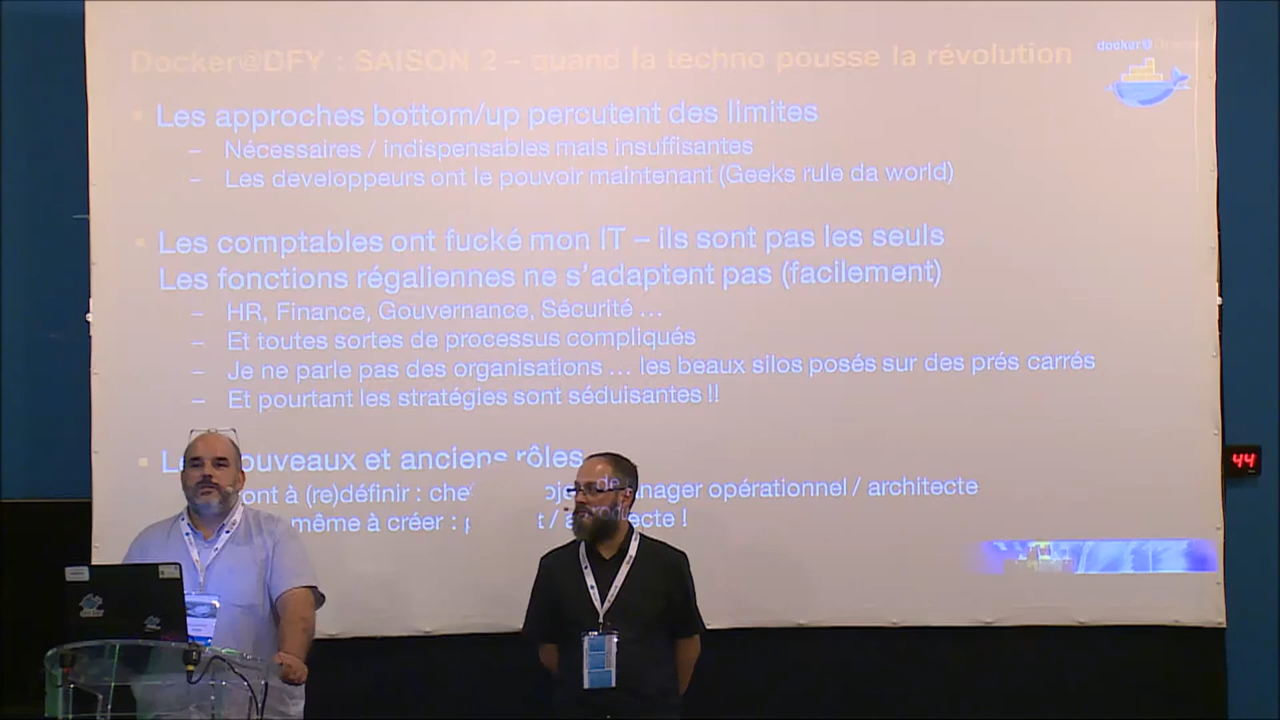 Docker@DFY : SAISON 2 – quand la techno pousse la révolution
docker@
Les approches bottom/up percutent des limites
– Nécessaires / indispensables mais insuffisantes
– Les developpeurs ont le pouvoir maintenant (Geeks rule da world)
Les comptables ont fucké mon IT – ils sont pas les seuls
Les fonctions régaliennes ne s'adaptent pas (facilement)
– HR, Finance, Gouvernance, Sécurité …
– Et toutes sortes de processus compliqués
– Je ne parle pas des organisations … les beaux silos posés sur des prés carrés
– Et pourtant les stratégies sont séduisantes !!
44
et anciens rôles
ont à (re)définir : opérationnel / architecte
même à créer : !